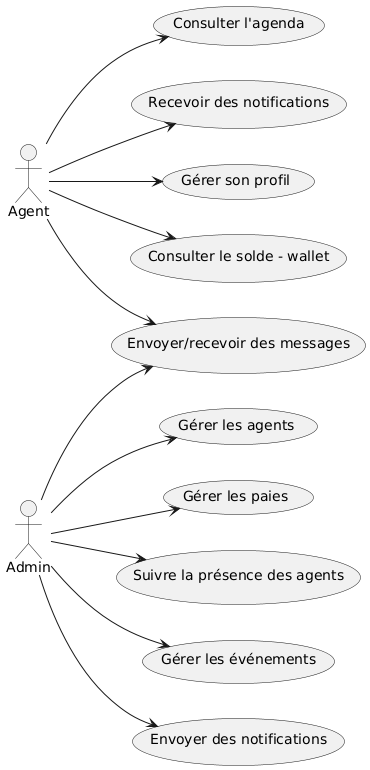 Consulter l'agenda
Recevoir des notifications
Gérer son profil
Agent
Consulter le solde - wallet
Envoyer/recevoir des messages
Gérer les agents
Gérer les paies
Admin
Suivre la présence des agents
Gérer les événements
Envoyer des notifications